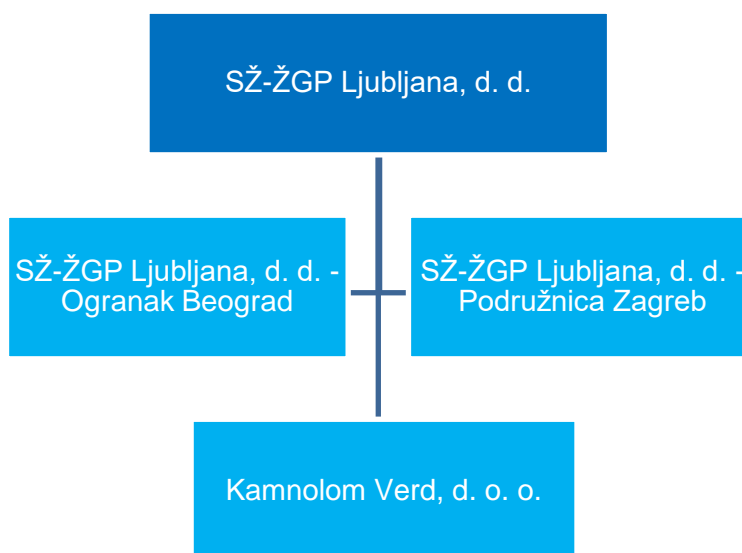 SŽ-ŽGP Ljubljana, d. d.
SŽ-ŽGP Ljubljana, d. d. -
Ogranak Beograd
SŽ-ŽGP Ljubljana, d. d. -
Podružnica Zagreb
Kamnolom Verd, d. o. o.